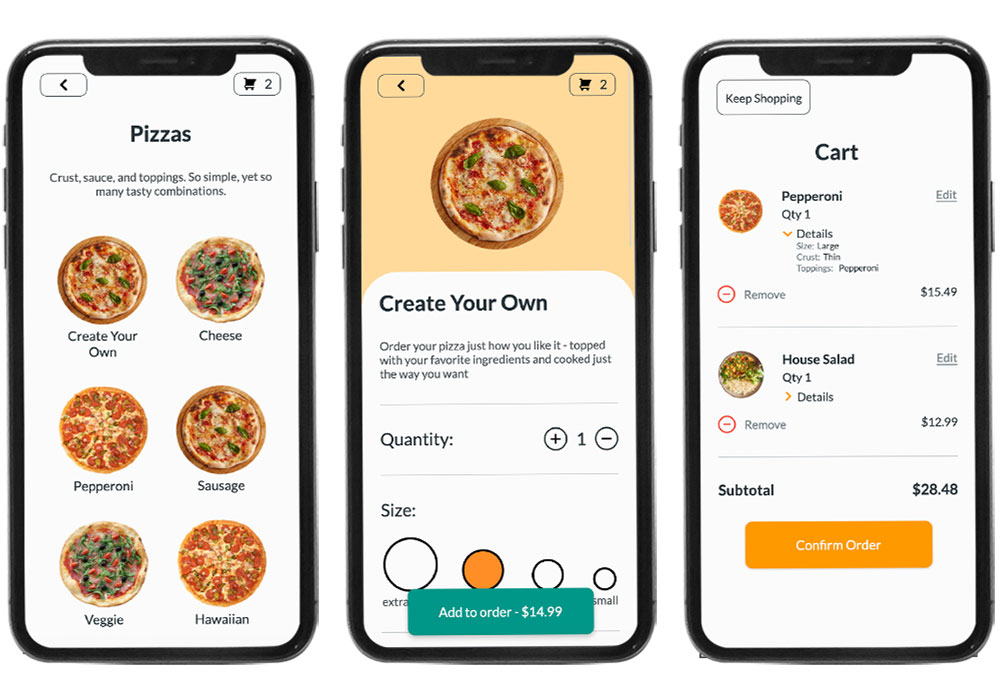 2
Pizzas
Crust, sauce, and toppings. So simple, yet so
many tasty combinations.
Create Your
Own
Cheese
Pepperoni
Sausage
Veggie
Hawaiian
2
Create Your Own
Order your pizza just how you like it - topped
with your favorite ingredients and cooked just
the way you want
Quantity:
1
Size:
extra
small
Add to order - $14.99
Keep Shopping
Cart
Pepperoni
Edit
Qty 1
Details
Size: Large
Crust: Thin
Toppings: Pepperoni
Remove
$15.49
House Salad
Edit
Qty 1
Details
Remove
$12.99
Subtotal
$28.48
Confirm Order